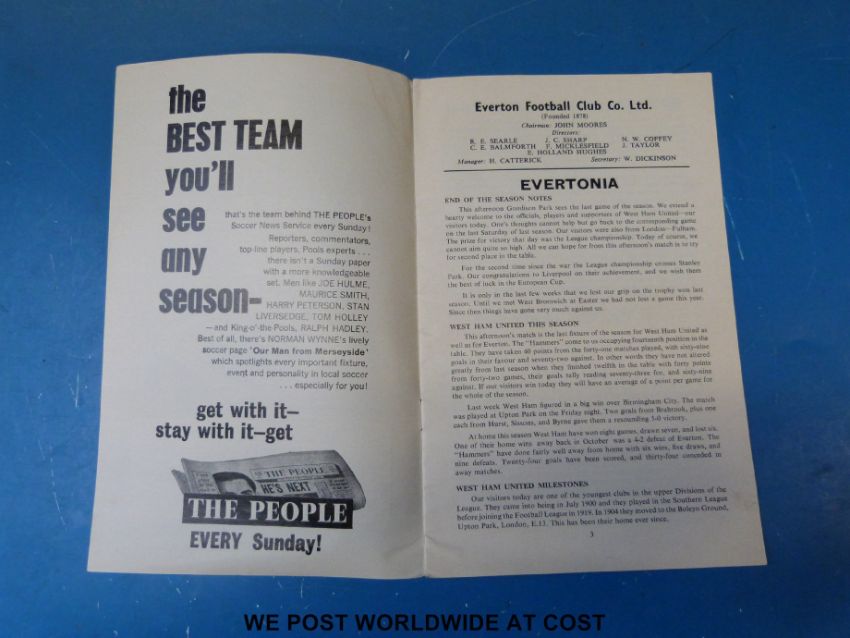 the
BEST TEAM
you'll
see
any
season-
that's the team behind THE PEOPLE's
Soccer News Service every Sunday!
Reporters, commentators,
top-line players, Pools experts . . .
there isn't a Sunday paper
with a more knowledgeable
set. Men like JOE HULME,
MAURICE SMITH,
HARRY PETERSON, STAN
LIVERSEDGE, TOM HOLLEY
—and King-o'-the-Pools, RALPH HADLEY.
Best of all, there's NORMAN WYNNE's lively
soccer page 'Our Man from Merseyside'
which spotlights every important fixture,
event and personality in local soccer
. . . especially for you!
get with it—
stay with it—get
THE PEOPLE
HE'S NEXT
THE PEOPLE
EVERY Sunday!
Everton Football Club Co. Ltd.
(Founded 1878)
Chairman: JOHN MOORES
Directors:
R. E. SEARLE J. C. SHARP N. W. COFFEY
C. E. BALMFORTH F. MICKLESFIELD J. TAYLOR
E. HOLLAND HUGHES
Manager: H. CATTERICK Secretary: W. DICKINSON
EVERTONIA
END OF THE SEASON NOTES
This afternoon Goodison Park sees the last game of the season. We extend a
hearty welcome to the officials, players and supporters of West Ham United—our
visitors today. One's thoughts cannot help but go back to the corresponding game
on the last Saturday of last season. Our visitors were also from London—Fulham.
The prize for victory that day was the League championship. Today of course, we
cannot aim quite so high. All we can hope for from this afternoon's match is to try
for second place in the table.
For the second time since the war the League championship crosses Stanley
Park. Our congratulations to Liverpool on their achievement, and we wish them
the best of luck in the European Cup.
It is only in the last few weeks that we lost our grip on the trophy won last
season. Until we met West Bromwich at Easter we had not lost a game this year.
Since then things have gone very much against us.
WEST HAM UNITED THIS SEASON
This afternoon's match is the last fixture of the season for West Ham United as
well as for Everton. The "Hammers" come to us occupying fourteenth position in the
table. They have taken 40 points from the forty-one matches played, with sixty-nine
goals in their favour and seventy-two against. In other words they have not altered
greatly from last season when they finished twelfth in the table with forty points
from forty-two games, their goals tally reading seventy-three for, and sixty-nine
against. If our visitors win today they will have an average of a point per game for
the whole of the season.
Last week West Ham figured in a big win over Birmingham City. The match
was played at Upton Park on the Friday night. Two goals from Brabrook, plus one
each from Hurst, Sissons, and Byrne gave them a resounding 5-0 victory.
At home this season West Ham have won eight games, drawn seven, and lost six.
One of their home wins away back in October was a 4-2 defeat of Everton. The
"Hammers" have done fairly well away from home with six wins, five draws, and
nine defeats. Twenty-four goals have been scored, and thirty-four conceded in
away matches.
WEST HAM UNITED MILESTONES
Our visitors today are one of the youngest clubs in the upper Divisions of the
League. They came into being in July 1900 and they played in the Southern League
before joining the Football League in 1919. In 1904 they moved to the Boleyn Ground,
Upton Park, London, E.13. This has been their home ever since.
3
WE POST WORLDWIDE AT COST